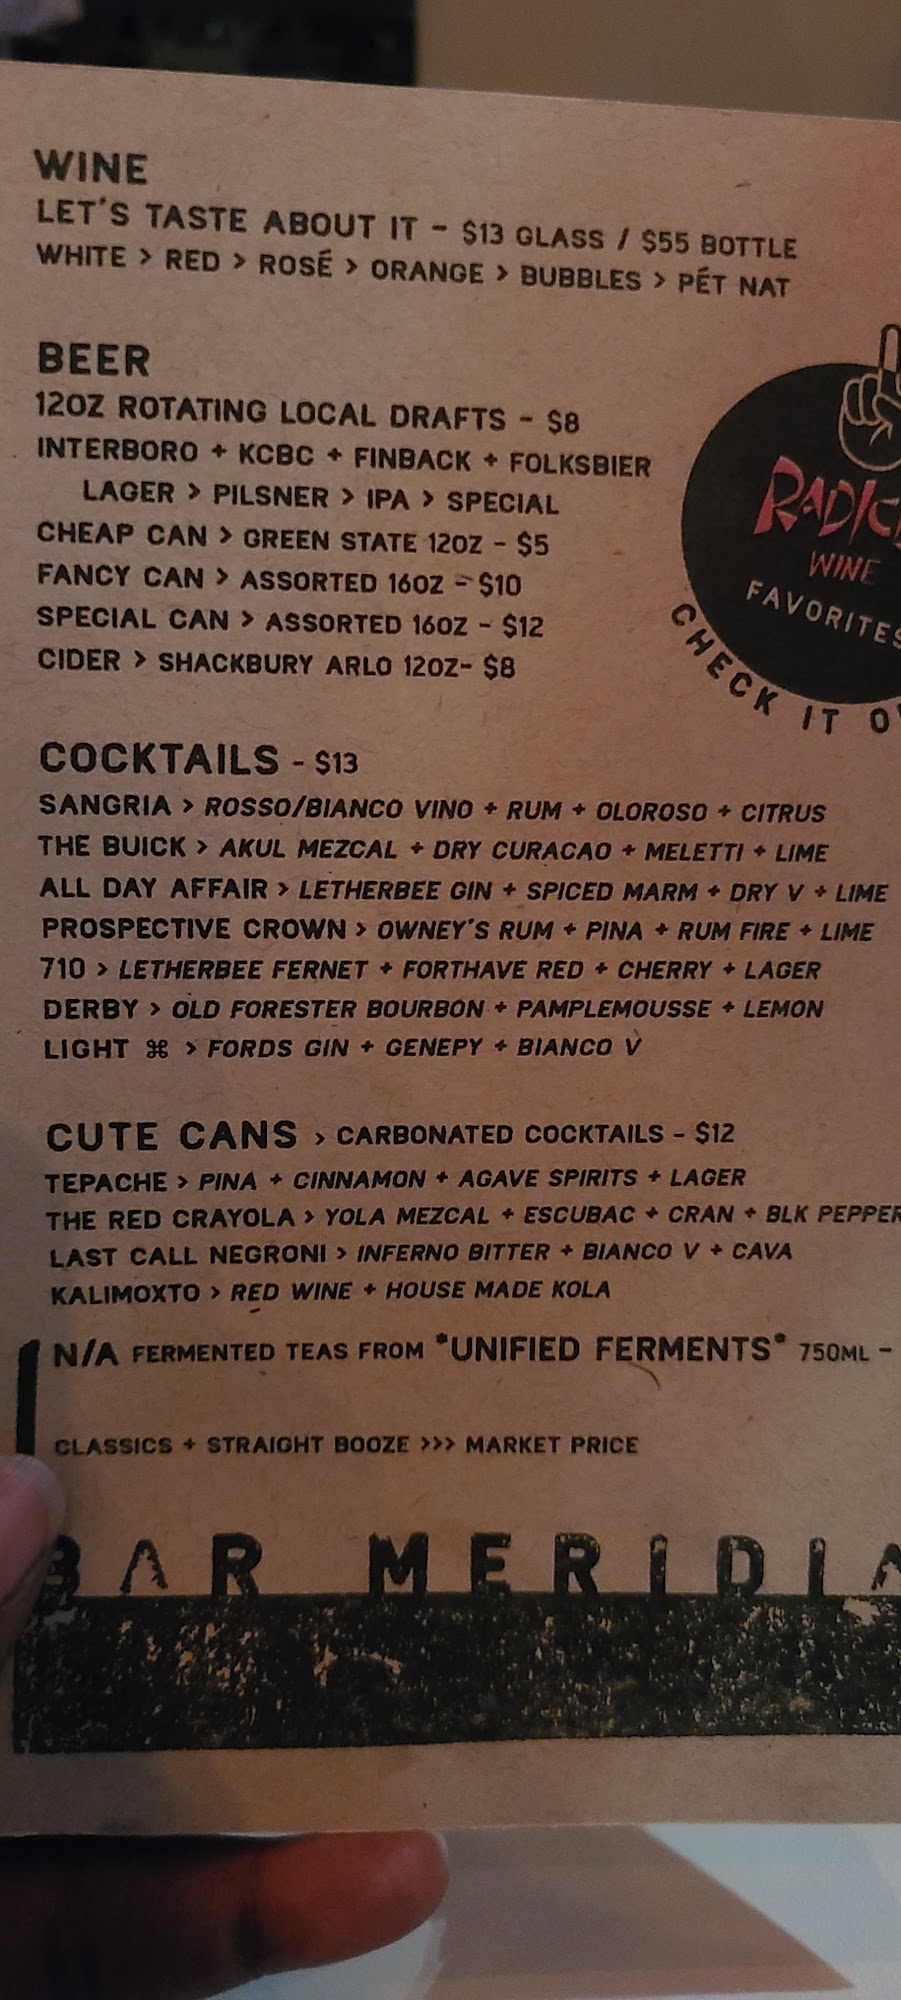 WINE
LET'S TASTE ABOUT IT - $13 GLASS / $55 BOTTLE
WHITE > RED > ROSÉ > ORANGE > BUBBLES > PÉT NAT
BEER
12OZ ROTATING LOCAL DRAFTS - $8
INTERBORO + KCBC + FINBACK + FOLKSBIER
LAGER > PILSNER > IPA > SPECIAL
CHEAP CAN > GREEN STATE 12OZ - $5
FANCY CAN > ASSORTED 16OZ - $10
SPECIAL CAN > ASSORTED 16OZ - $12
CIDER > SHACKBURY ARLO 12OZ- $8
WINE
FAVORITES
CHECK IT
COCKTAILS - $13
SANGRIA > ROSSO/BIANCO VINO + RUM + OLOROSO + CITRUS
THE BUICK > AKUL MEZCAL + DRY CURACAO + MELETTI + LIME
ALL DAY AFFAIR > LETHERBEE GIN + SPICED MARM + DRY V + LIME
PROSPECTIVE CROWN > OWNEY'S RUM + PINA + RUM FIRE + LIME
710 > LETHERBEE FERNET + FORTHAVE RED + CHERRY + LAGER
DERBY > OLD FORESTER BOURBON + PAMPLEMOUSSE + LEMON
LIGHT ⌘ > FORDS GIN + GENEPY + BIANCO V
CUTE CANS > CARBONATED COCKTAILS - $12
TEPACHE > PINA + CINNAMON + AGAVE SPIRITS + LAGER
THE RED CRAYOLA > YOLA MEZCAL + ESCUBAC + CRAN + BLK PEPPER
LAST CALL NEGRONI > INFERNO BITTER + BIANCO V + CAVA
KALIMOXTO > RED WINE + HOUSE MADE KOLA
N/A FERMENTED TEAS FROM "UNIFIED FERMENTS" 750ML -
CLASSICS + STRAIGHT BOOZE >>> MARKET PRICE
BAR MERIDIA